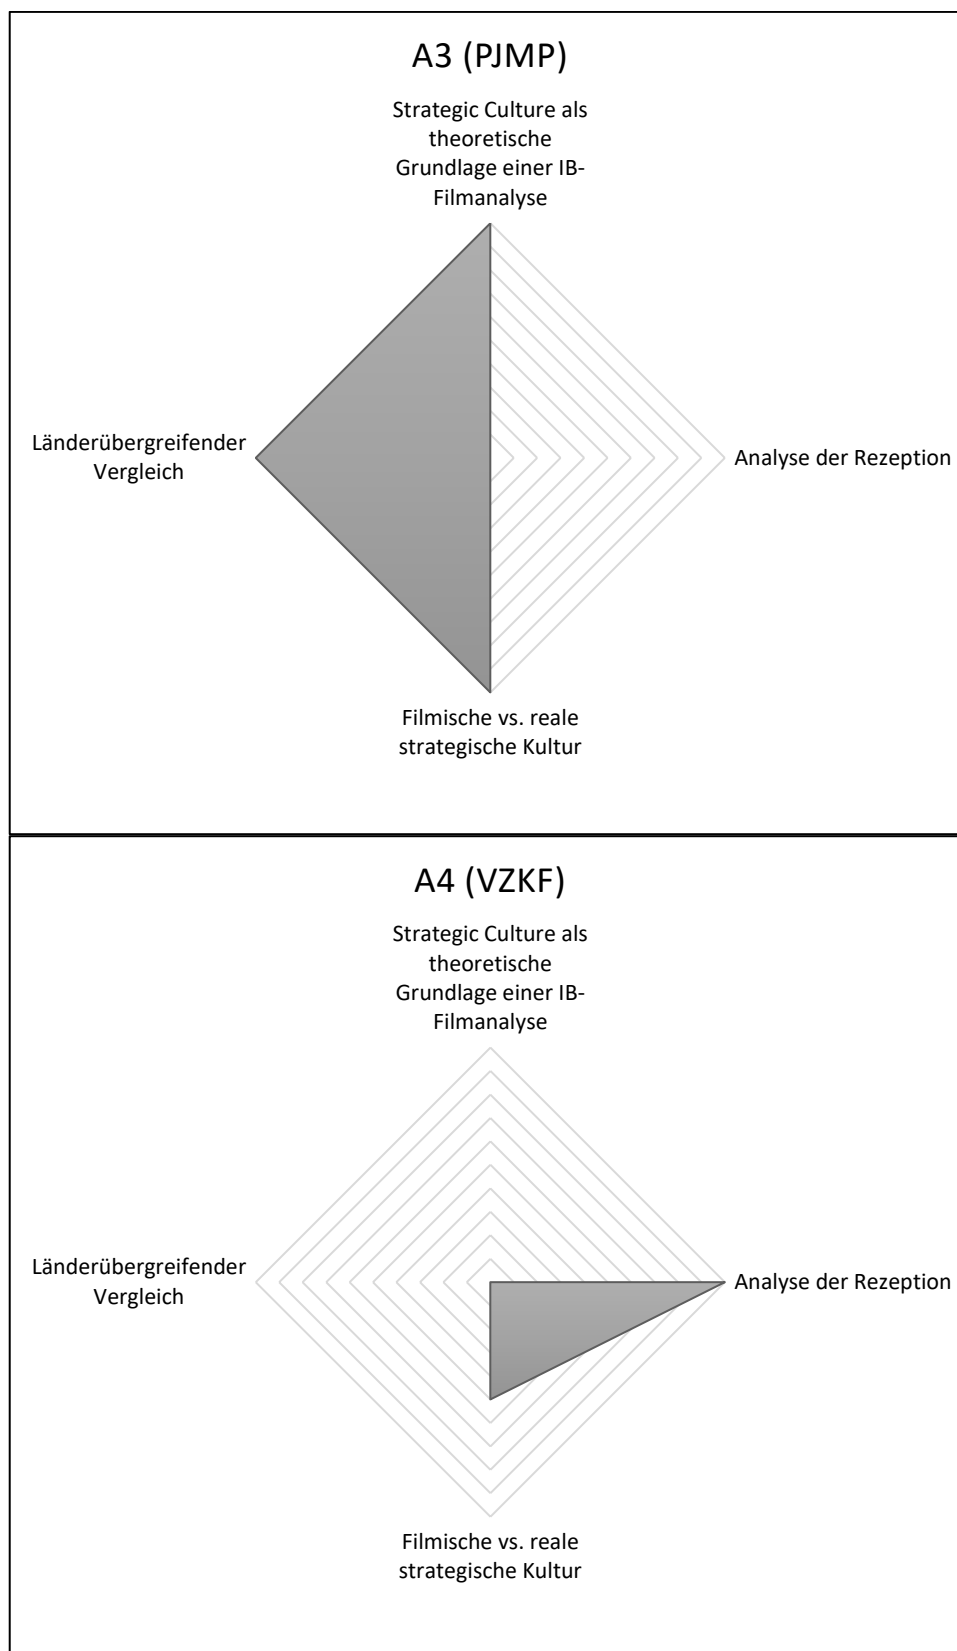 A3 (PJMP)
Strategic Culture als
theoretische
Grundlage einer IB-
Filmanalyse
Länderübergreifender
Vergleich
Analyse der Rezeption
Filmische vs. reale
strategische Kultur
A4 (VZKF)
Strategic Culture als
theoretische
Grundlage einer IB-
Filmanalyse
Länderübergreifender
Vergleich
Analyse der Rezeption
Filmische vs. reale
strategische Kultur